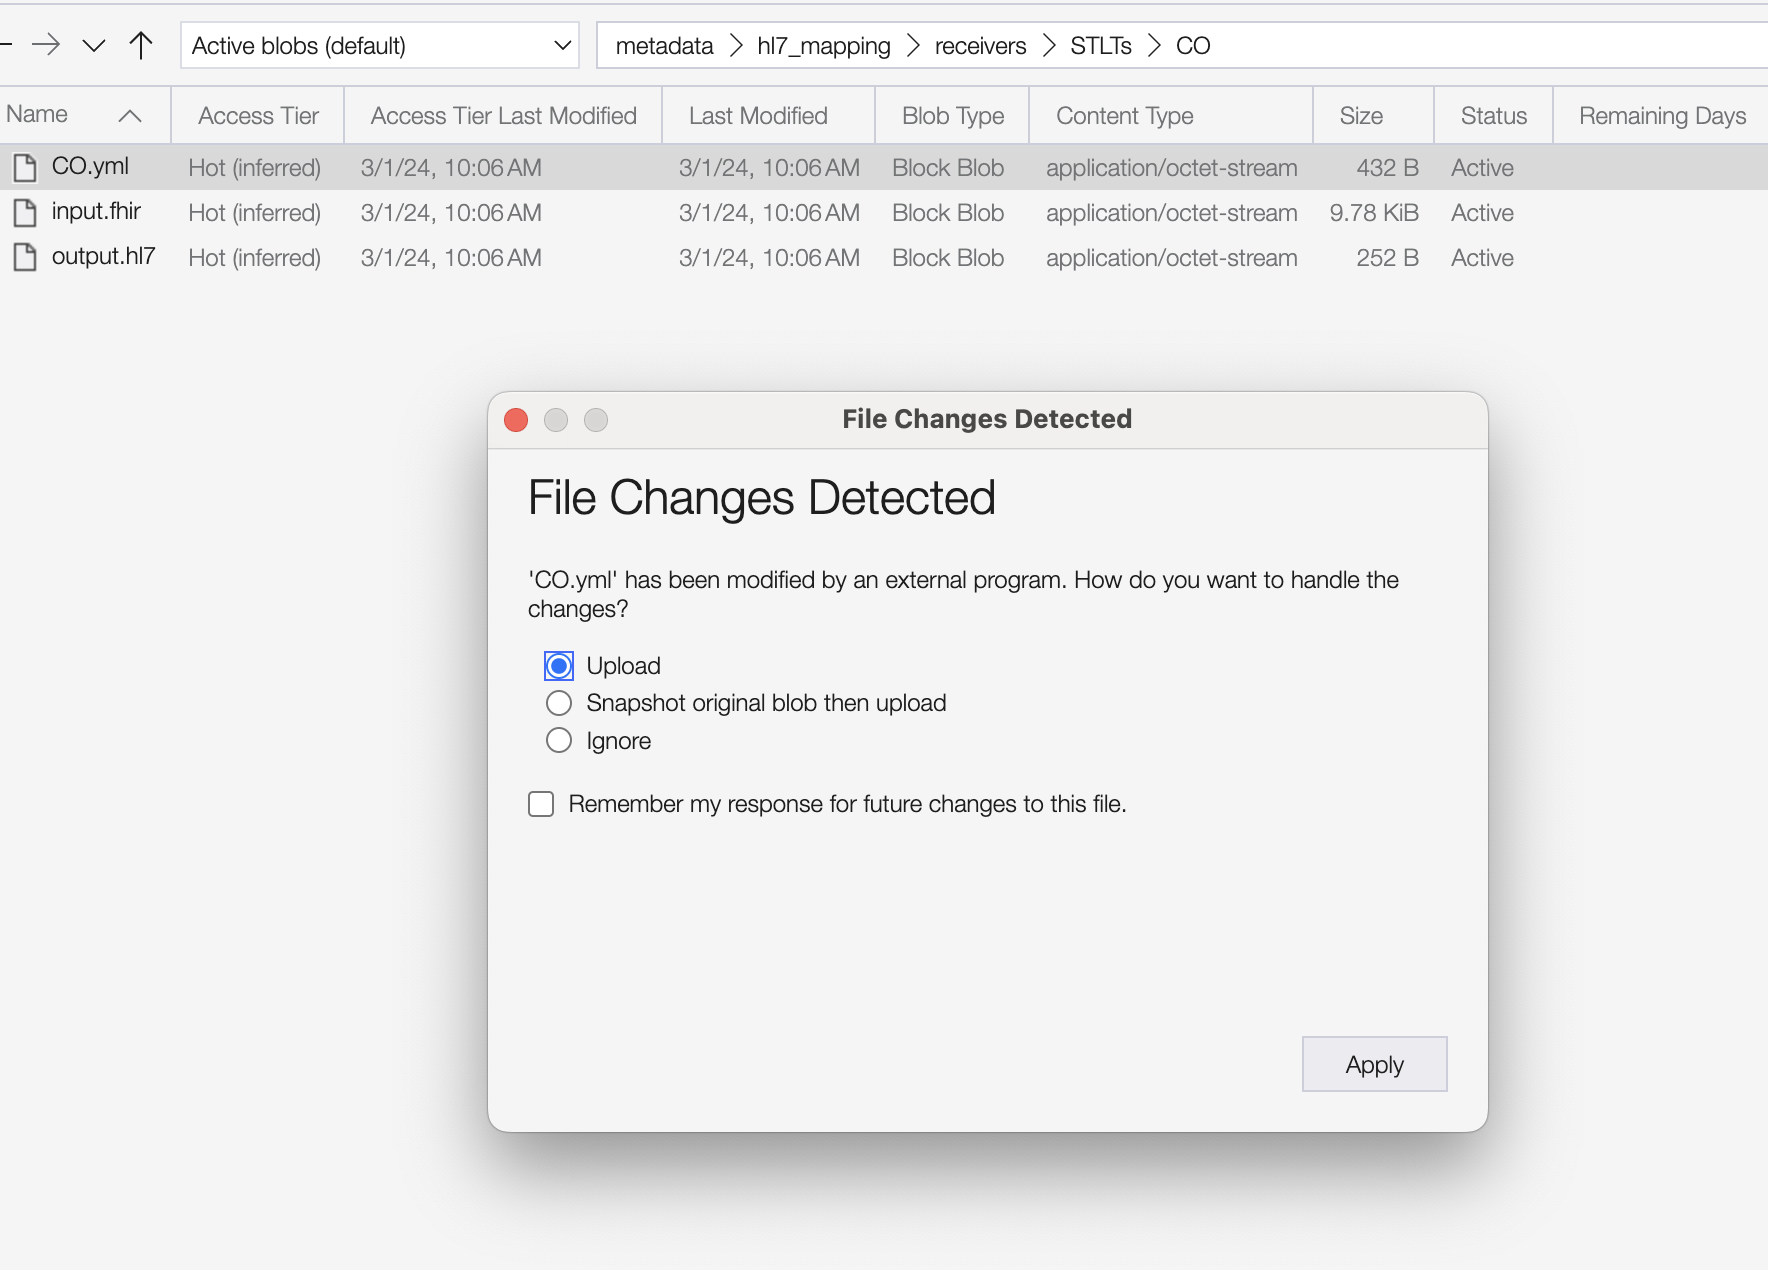 Active blobs (default) metadata > hl7_mapping > receivers > STLTs > CO
Name Access Tier Access Tier Last Modified Last Modified Blob Type Content Type Size Status Remaining Days
CO.yml Hot (inferred) 3/1/24, 10:06 AM 3/1/24, 10:06 AM Block Blob application/octet-stream 432 B Active
input.fhir Hot (inferred) 3/1/24, 10:06 AM 3/1/24, 10:06 AM Block Blob application/octet-stream 9.78 KiB Active
output.hl7 Hot (inferred) 3/1/24, 10:06 AM 3/1/24, 10:06 AM Block Blob application/octet-stream 252 B Active
File Changes Detected
File Changes Detected
'CO.yml' has been modified by an external program. How do you want to handle the
changes?
Upload
Snapshot original blob then upload
Ignore
Remember my response for future changes to this file.
Apply